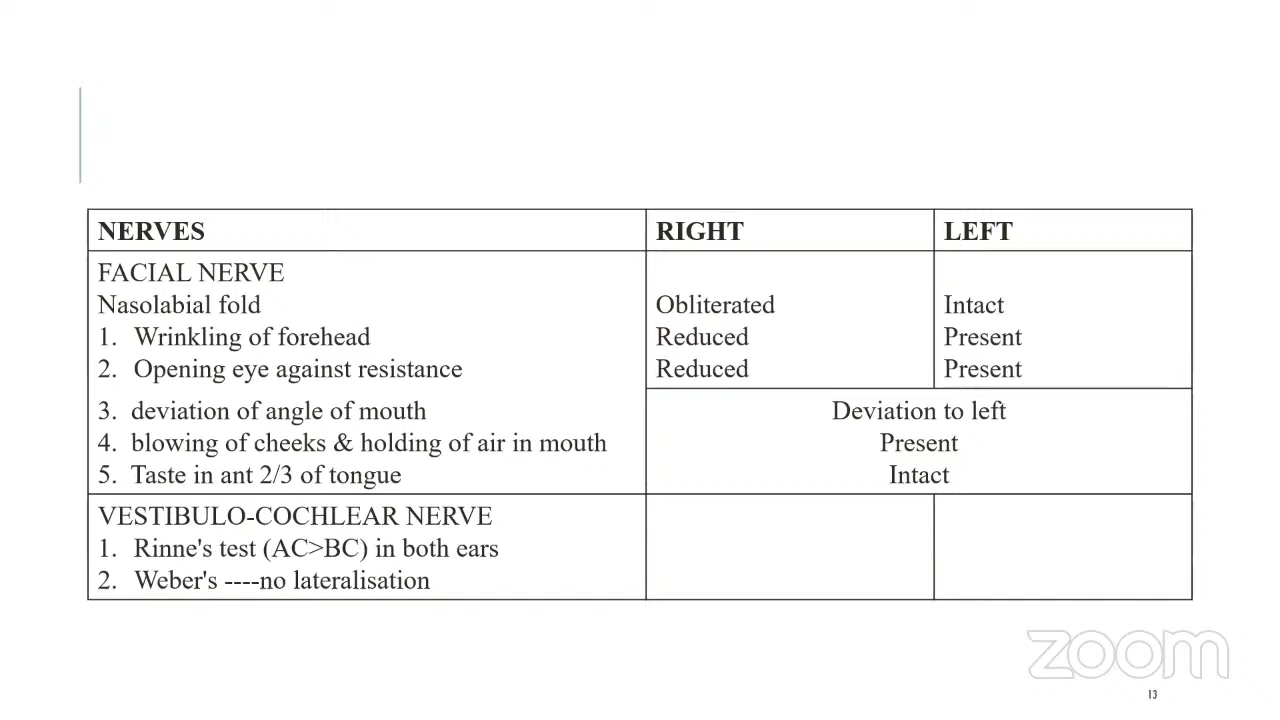 NERVES RIGHT LEFT
FACIAL NERVE
Nasolabial fold Obliterated Intact
1. Wrinkling of forehead Reduced Present
2. Opening eye against resistance Reduced Present
3. deviation of angle of mouth Deviation to left
4. blowing of cheeks & holding of air in mouth Present
5. Taste in ant 2/3 of tongue Intact
VESTIBULO-COCHLEAR NERVE
1. Rinne's test (AC>BC) in both ears
2. Weber's ----no lateralisation
zoom
13